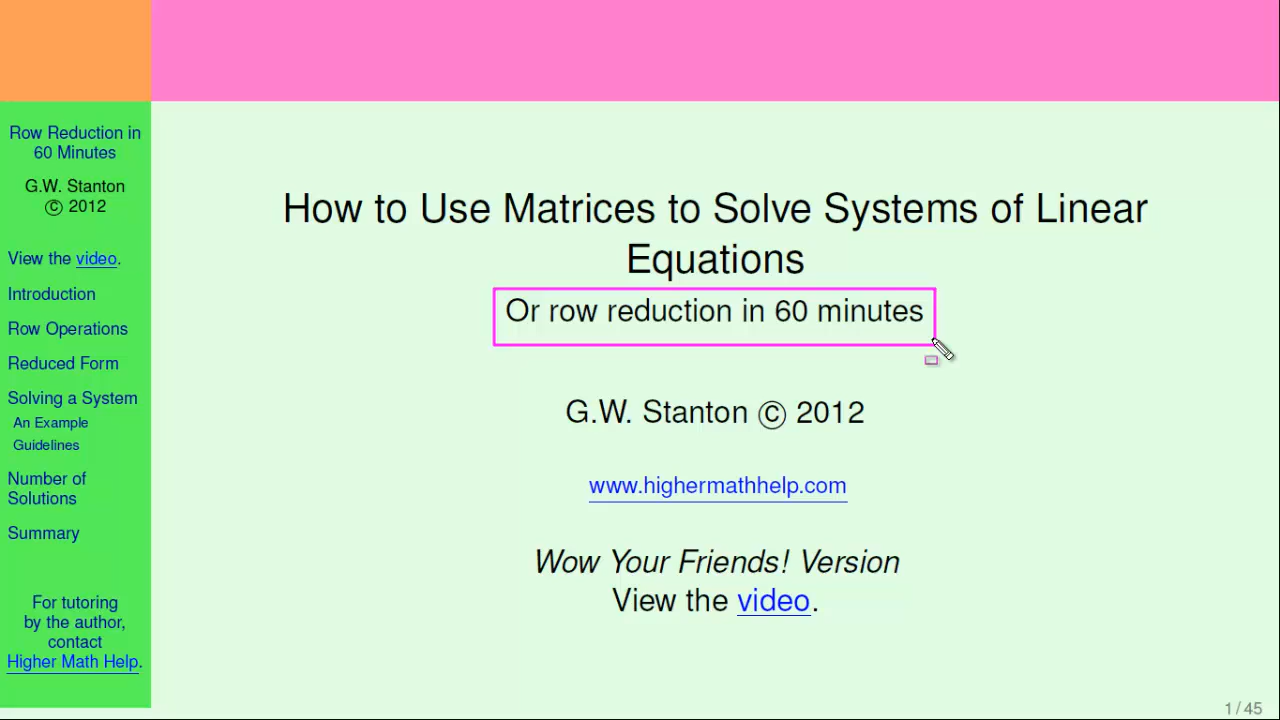 Row Reduction in
60 Minutes
G.W. Stanton
© 2012
View the video.
Introduction
Row Operations
Reduced Form
Solving a System
An Example
Guidelines
Number of
Solutions
Summary
For tutoring
by the author,
contact
Higher Math Help.
How to Use Matrices to Solve Systems of Linear
Equations
Or row reduction in 60 minutes
G.W. Stanton © 2012
www.highermathhelp.com
Wow Your Friends! Version
View the video.
1 / 45